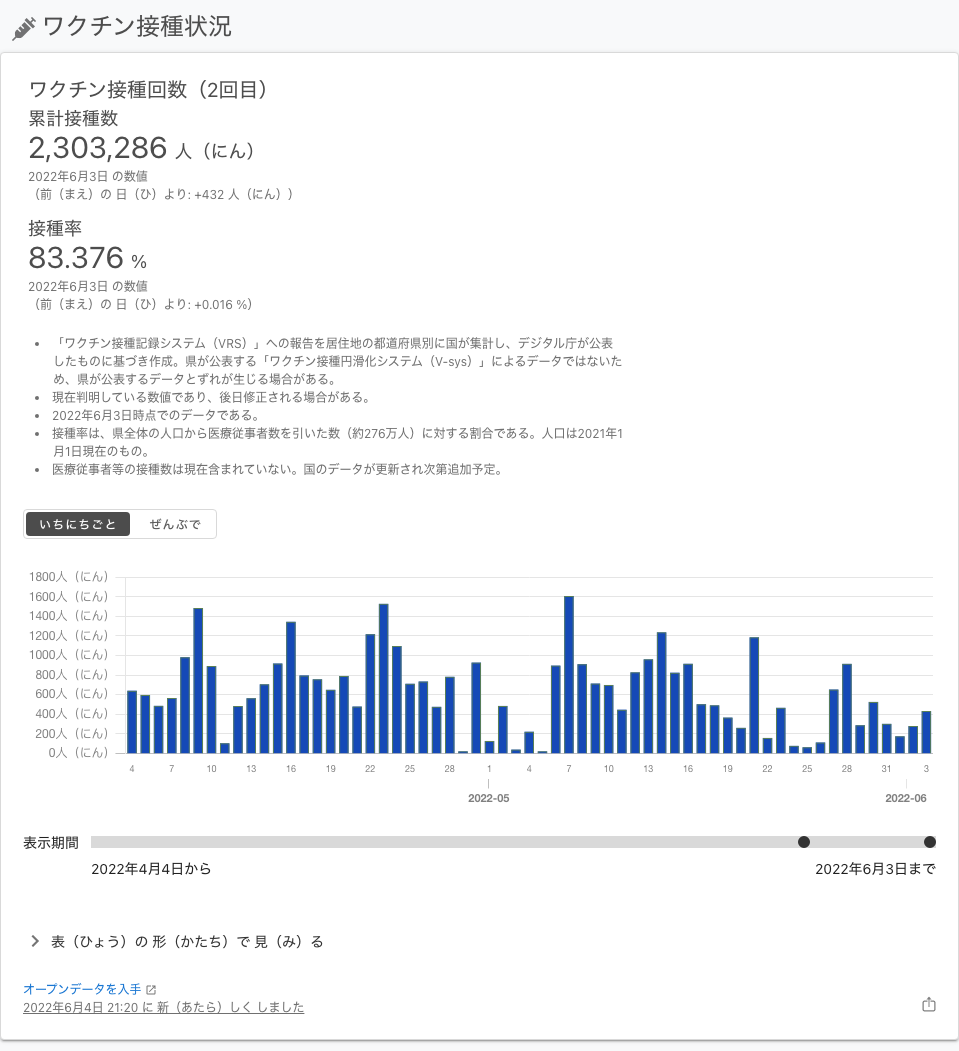 ワクチン接種状況
ワクチン接種回数（2回目）
累計接種数
2,303,286 人（にん）
2022年6月3日 の数値
（前（まえ）の 日（ひ）より: +432 人（にん））
接種率
83.376 %
2022年6月3日 の数値
（前（まえ）の 日（ひ）より: +0.016 %）
• 「ワクチン接種記録システム（VRS）」への報告を居住地の都道府県別に国が集計し、デジタル庁が公表
したものに基づき作成。県が公表する「ワクチン接種円滑化システム（V-sys）」によるデータではないた
め、県が公表するデータとずれが生じる場合がある。
• 現在判明している数値であり、後日修正される場合がある。
• 2022年6月3日時点でのデータである。
• 接種率は、県全体の人口から医療従事者数を引いた数（約276万人）に対する割合である。人口は2021年1
月1日現在のもの。
• 医療従事者等の接種数は現在含まれていない。国のデータが更新され次第追加予定。
いちにちごと ぜんぶで
1800人（にん）
1600人（にん）
1400人（にん）
1200人（にん）
1000人（にん）
800人（にん）
600人（にん）
400人（にん）
200人（にん）
0人（にん）
4 7 10 13 16 19 22 25 28 1 4 7 10 13 16 19 22 25 28 31 3
2022-05 2022-06
表示期間
2022年4月4日から 2022年6月3日まで
表（ひょう）の 形（かたち）で 見（み）る
オープンデータを入手
2022年6月4日 21:20 に 新（あたら）しく しました